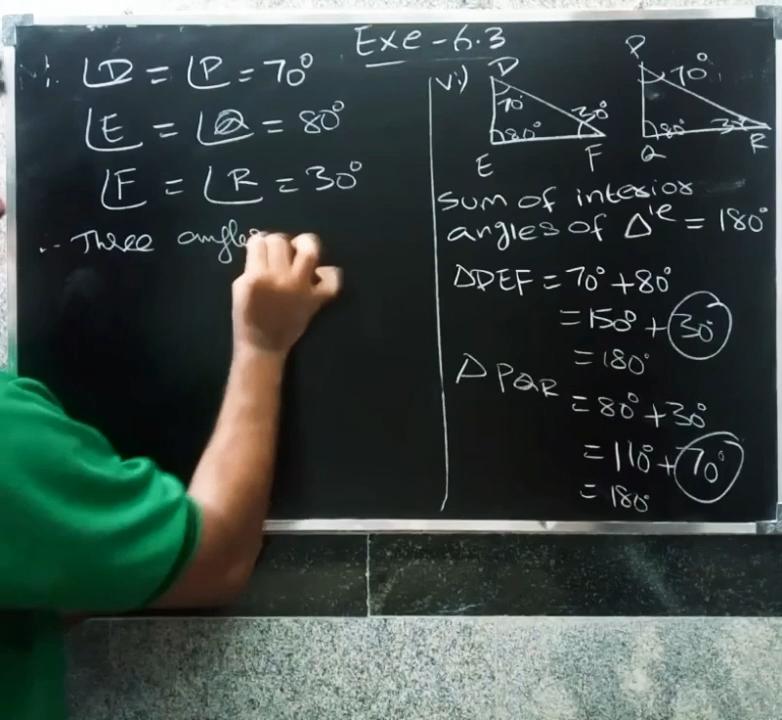 Exe-6.3
∴ ∠D = ∠P = 70°
∠E = ∠Q = 80°
∠F = ∠R = 30°
∴ Three angles
vi)
D
70°
80°
30°
E
F
P
70°
80°
30°
Q
R
sum of interior
angles of Δ'e = 180°
ΔDEF = 70° + 80°
= 150° + 30°
= 180°
ΔPQR = 80° + 30°
= 110° + 70°
= 180°